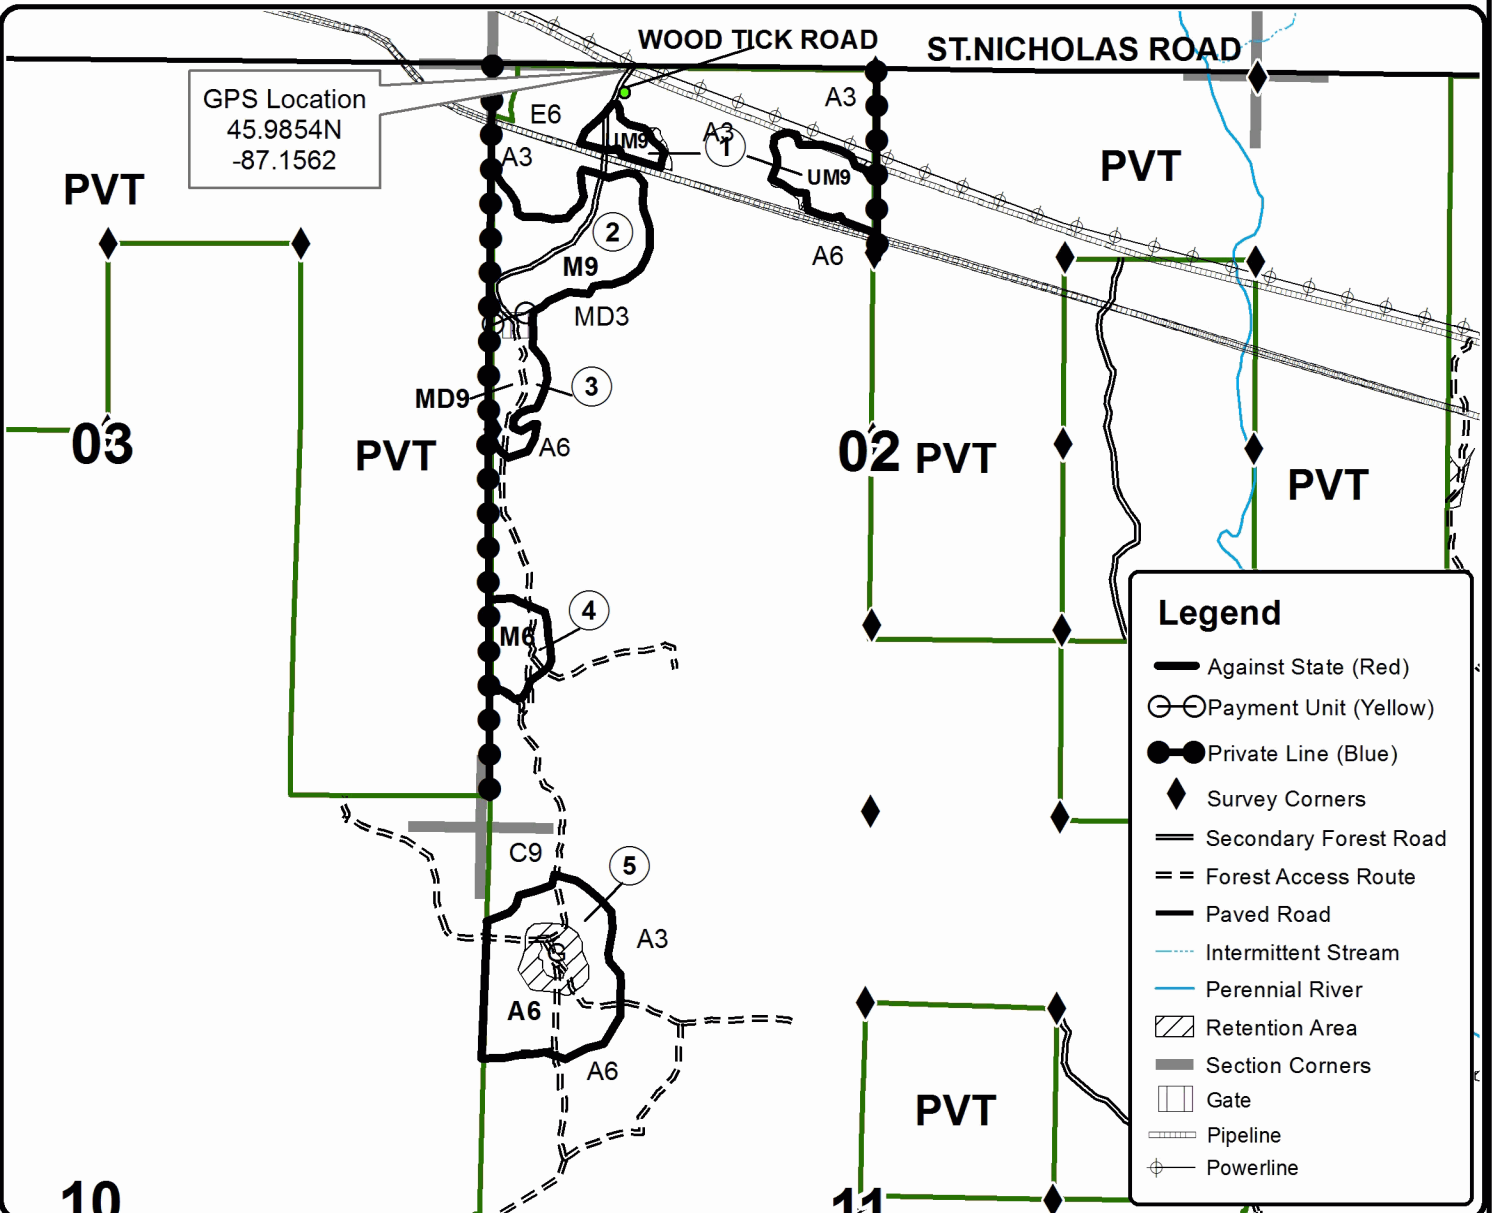 WOOD TICK ROAD
ST.NICHOLAS ROAD
GPS Location
45.9854N
-87.1562
E6
A3
A3
UM9
1
A3
PVT
UM9
PVT
2
M9
A6
MD3
MD9
3
03
PVT
A6
02
PVT
PVT
4
M6
C9
5
A3
A6
A6
PVT
10
11
Legend
Against State (Red)
Payment Unit (Yellow)
Private Line (Blue)
Survey Corners
Secondary Forest Road
Forest Access Route
Paved Road
Intermittent Stream
Perennial River
Retention Area
Section Corners
Gate
Pipeline
Powerline